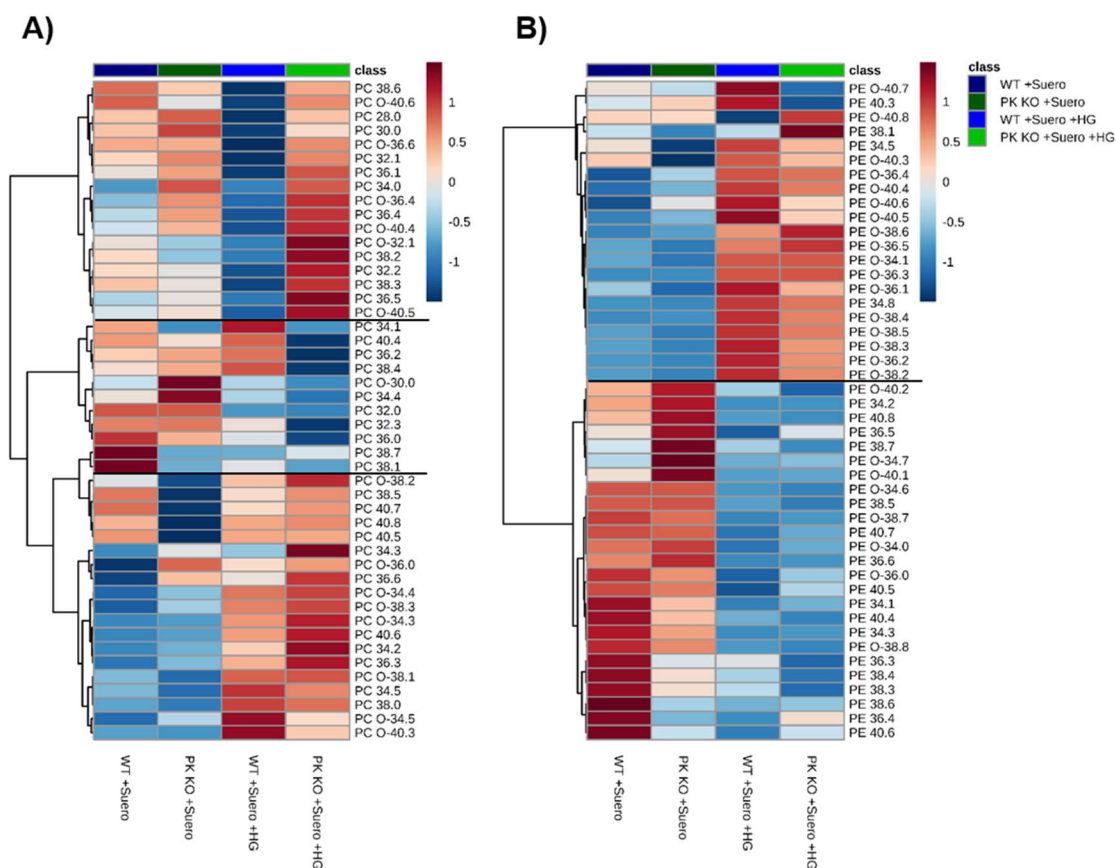 A)
class
PC 38.6
PC O-40.6
PC 28.0
PC 30.0
PC O-36.6
PC 32.1
PC 36.1
PC 34.0
PC O-36.4
PC 36.4
PC O-40.4
PC O-32.1
PC 38.2
PC 32.2
PC 38.3
PC 36.5
PC O-40.5
PC 34.1
PC 40.4
PC 36.2
PC 38.4
PC O-30.0
PC 34.4
PC 32.0
PC 32.3
PC 36.0
PC 38.7
PC 38.1
PC O-38.2
PC 38.5
PC 40.7
PC 40.8
PC 40.5
PC 34.3
PC O-36.0
PC 36.6
PC O-34.4
PC O-38.3
PC O-34.3
PC 40.6
PC 34.2
PC 36.3
PC O-38.1
PC 34.5
PC 38.0
PC O-34.5
PC O-40.3
1
0.5
0
-0.5
-1
WT +Suero
PK KO +Suero
WT +Suero +HG
PK KO +Suero +HG
B)
class
PE O-40.7
PE 40.3
PE O-40.8
PE 38.1
PE 34.5
PE O-40.3
PE O-36.4
PE O-40.4
PE O-40.6
PE O-40.5
PE O-38.6
PE O-36.5
PE O-34.1
PE O-36.3
PE O-36.1
PE 34.8
PE O-38.4
PE O-38.5
PE O-38.3
PE O-36.2
PE O-38.2
PE O-40.2
PE 34.2
PE 40.8
PE 36.5
PE 38.7
PE O-34.7
PE O-40.1
PE O-34.6
PE 38.5
PE O-38.7
PE 40.7
PE O-34.0
PE 36.6
PE O-36.0
PE 40.5
PE 34.1
PE 40.4
PE 34.3
PE O-38.8
PE 36.3
PE 38.4
PE 38.3
PE 38.6
PE 36.4
PE 40.6
1
0.5
0
-0.5
-1
WT +Suero
PK KO +Suero
WT +Suero +HG
PK KO +Suero +HG
class
WT +Suero
PK KO +Suero
WT +Suero +HG
PK KO +Suero +HG